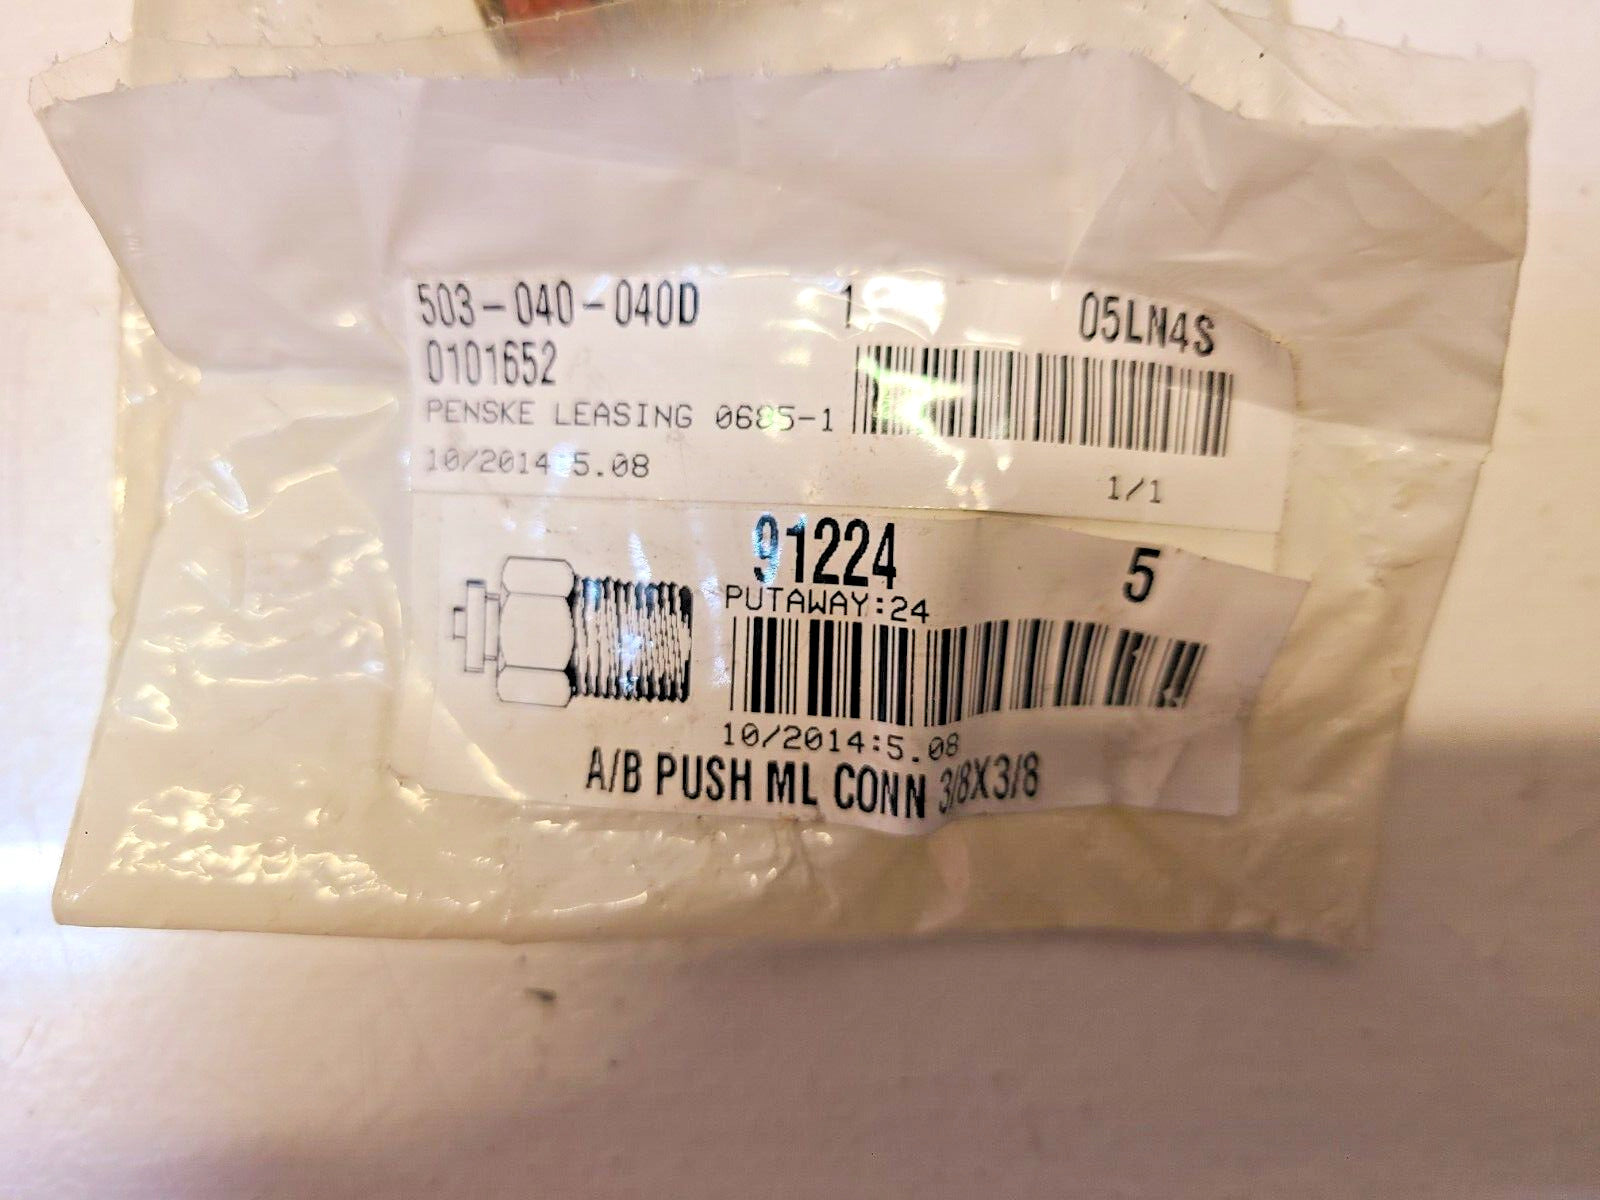 503-040-040D 1 05LN4S
0101652
PENSKE LEASING 0685-1
10/2014:5.08
1/1
91224 5
PUTAWAY:24
10/2014:5.08
A/B PUSH ML CONN 3/8X3/8